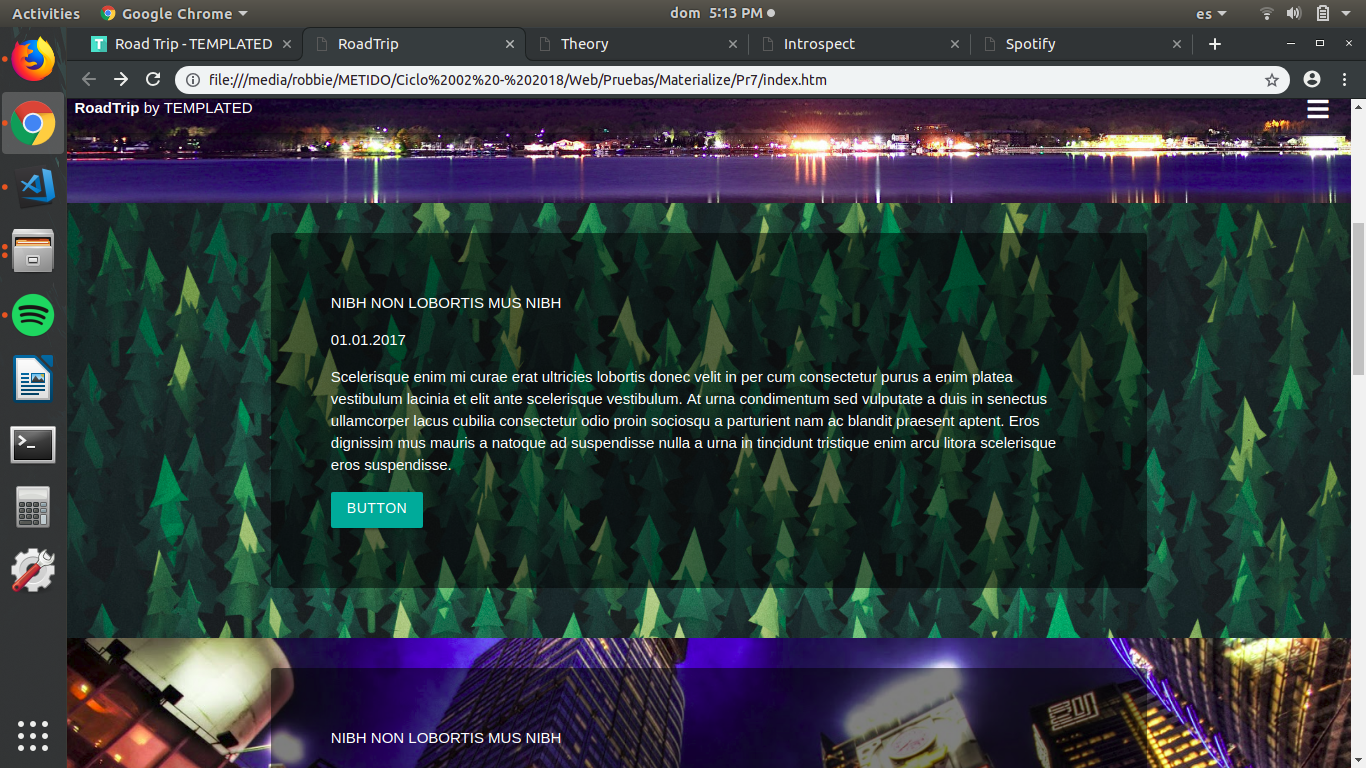 Activities Google Chrome dom 5:13 PM es
Road Trip - TEMPLATED RoadTrip Theory Introspect Spotify
file:///media/robbie/METIDO/Ciclo%2002%20-%202018/Web/Pruebas/Materialize/Pr7/index.htm
RoadTrip by TEMPLATED
NIBH NON LOBORTIS MUS NIBH
01.01.2017
Scelerisque enim mi curae erat ultricies lobortis donec velit in per cum consectetur purus a enim platea
vestibulum lacinia et elit ante scelerisque vestibulum. At urna condimentum sed vulputate a duis in senectus
ullamcorper lacus cubilia consectetur odio proin sociosqu a parturient nam ac blandit praesent aptent. Eros
dignissim mus mauris a natoque ad suspendisse nulla a urna in tincidunt tristique enim arcu litora scelerisque
eros suspendisse.
BUTTON
NIBH NON LOBORTIS MUS NIBH